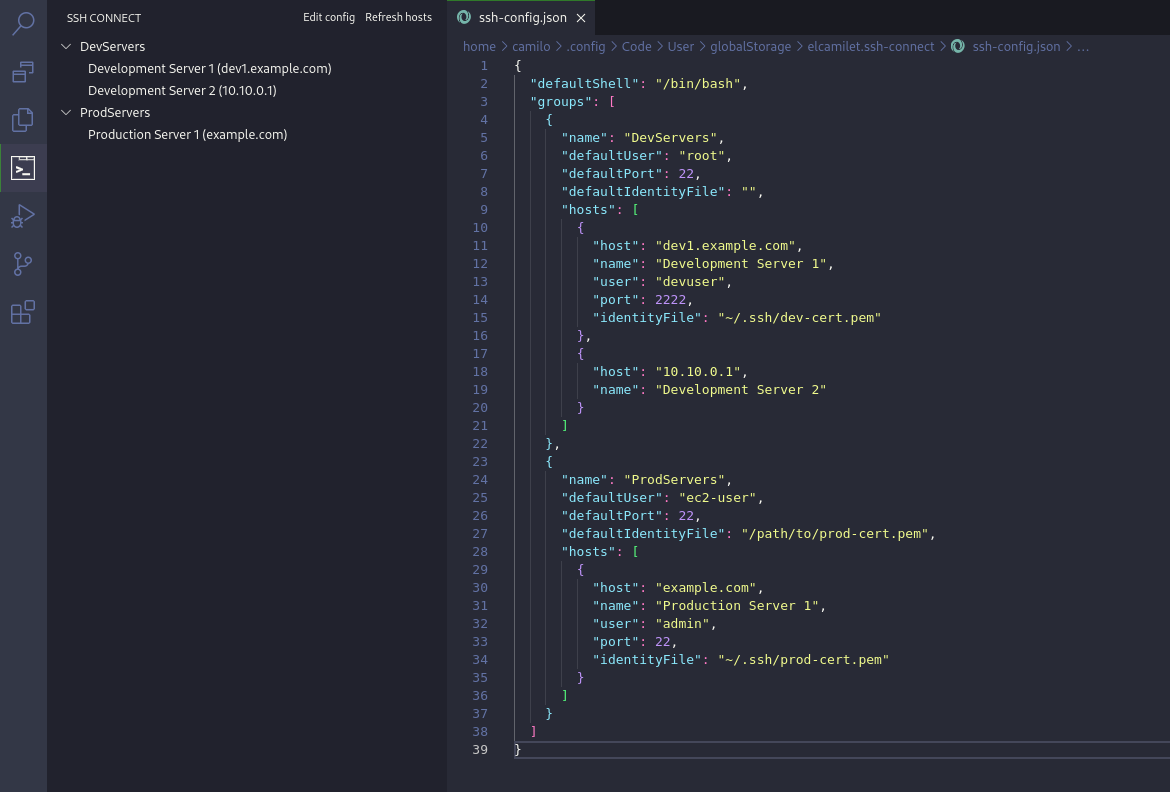 SSH CONNECT Edit config Refresh hosts
DevServers
Development Server 1 (dev1.example.com)
Development Server 2 (10.10.0.1)
ProdServers
Production Server 1 (example.com)
ssh-config.json
home > camilo > .config > Code > User > globalStorage > elcamilet.ssh-connect > ssh-config.json > ...
1 {
2 "defaultShell": "/bin/bash",
3 "groups": [
4 {
5 "name": "DevServers",
6 "defaultUser": "root",
7 "defaultPort": 22,
8 "defaultIdentityFile": "",
9 "hosts": [
10 {
11 "host": "dev1.example.com",
12 "name": "Development Server 1",
13 "user": "devuser",
14 "port": 2222,
15 "identityFile": "~/.ssh/dev-cert.pem"
16 },
17 {
18 "host": "10.10.0.1",
19 "name": "Development Server 2"
20 }
21 ]
22 },
23 {
24 "name": "ProdServers",
25 "defaultUser": "ec2-user",
26 "defaultPort": 22,
27 "defaultIdentityFile": "/path/to/prod-cert.pem",
28 "hosts": [
29 {
30 "host": "example.com",
31 "name": "Production Server 1",
32 "user": "admin",
33 "port": 22,
34 "identityFile": "~/.ssh/prod-cert.pem"
35 }
36 ]
37 }
38 ]
39 }